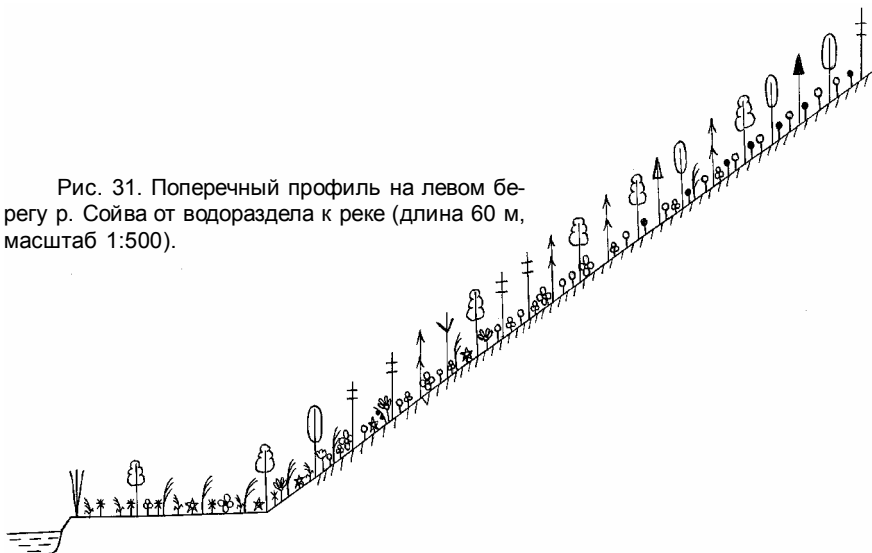 Рис. 31. Поперечный профиль на левом бе-
регу р. Сойва от водораздела к реке (длина 60 м,
масштаб 1:500).